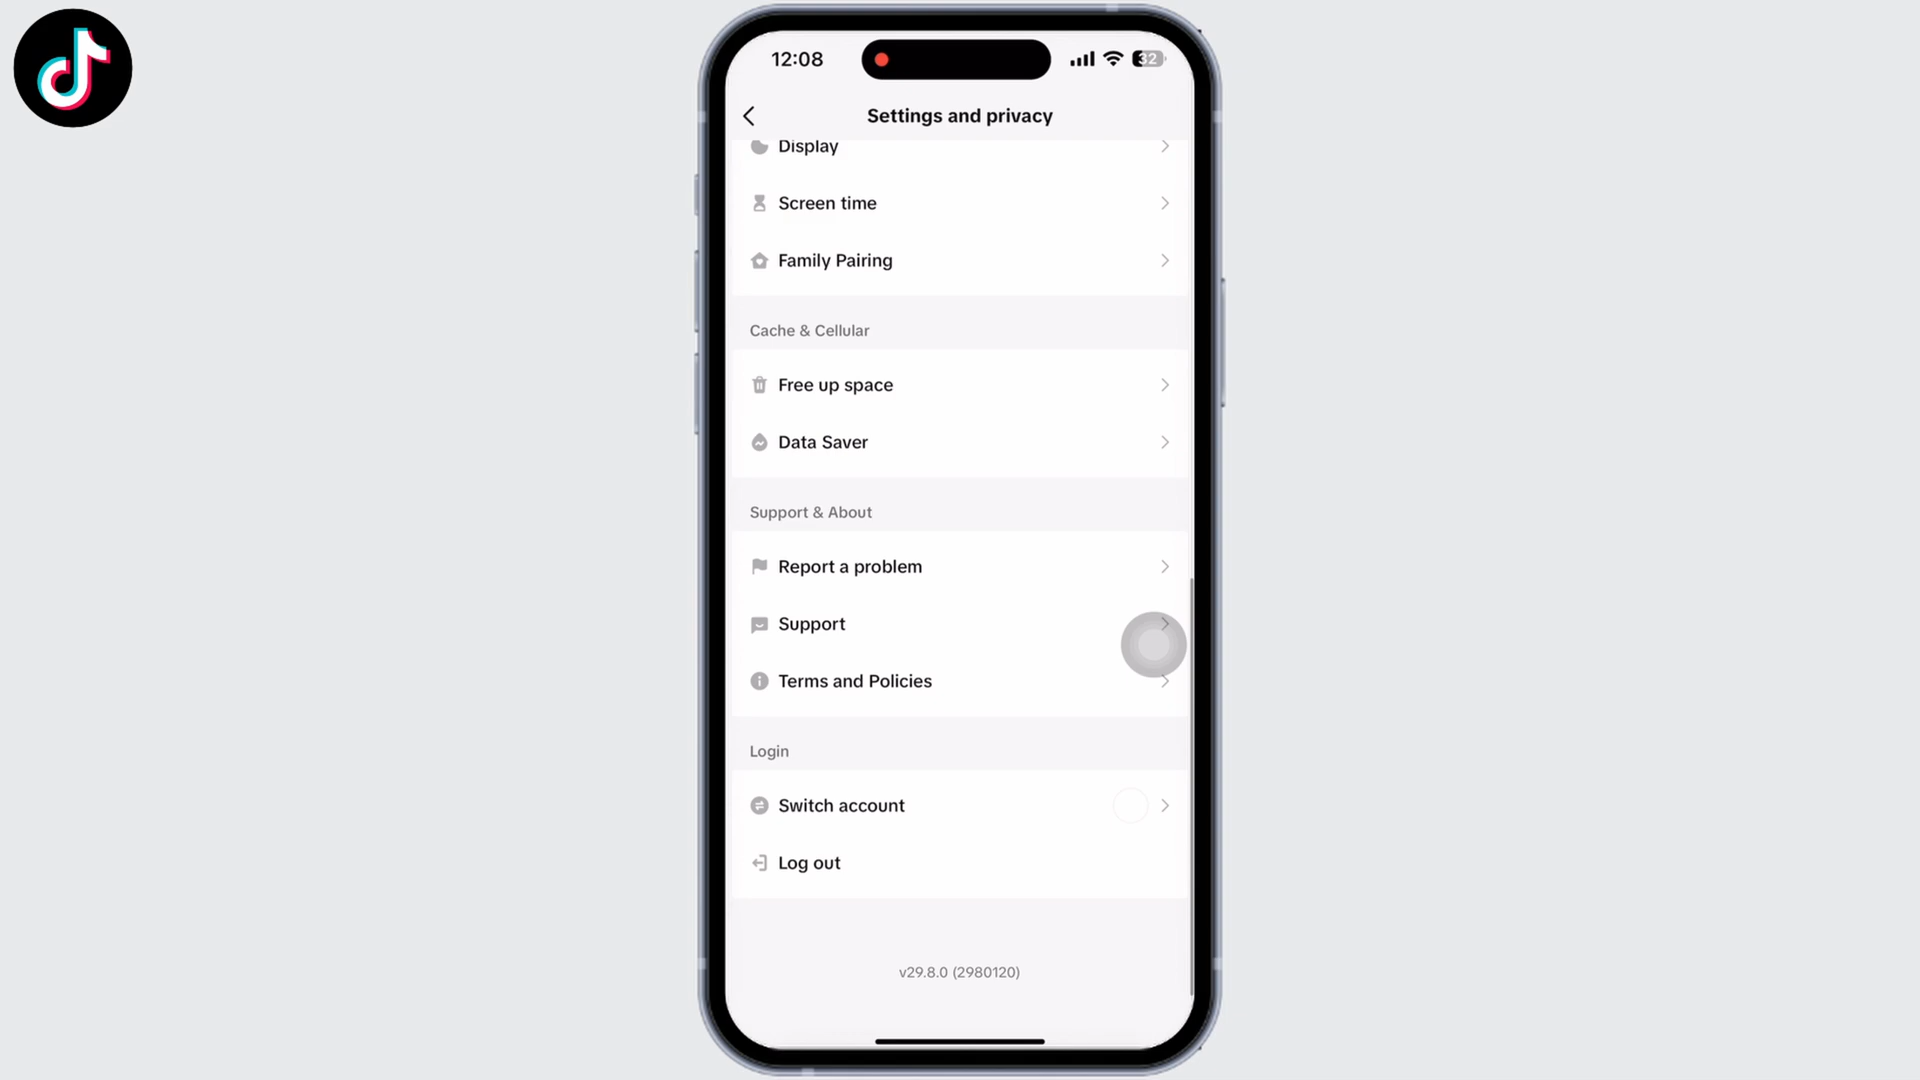 12:08
32
Settings and privacy
Display
Screen time
Family Pairing
Cache & Cellular
Free up space
Data Saver
Support & About
Report a problem
Support
Terms and Policies
Login
Switch account
Log out
v29.8.0 (2980120)